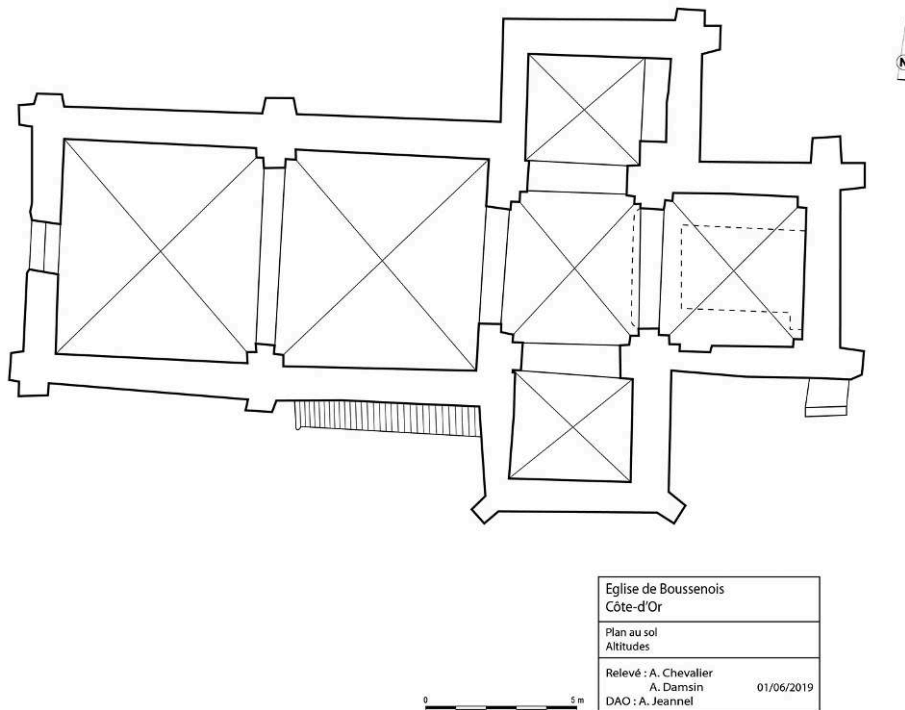 N
Eglise de Boussenois
Côte-d'Or
Plan au sol
Altitudes
Relevé : A. Chevalier
A. Damsin 01/06/2019
DAO : A. Jeannel
0 5 m